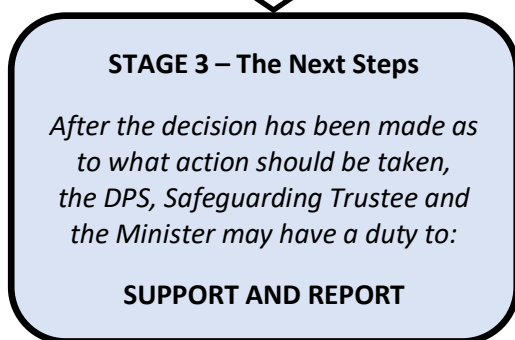 STAGE 3 – The Next Steps
After the decision has been made as
to what action should be taken,
the DPS, Safeguarding Trustee and
the Minister may have a duty to:
SUPPORT AND REPORT